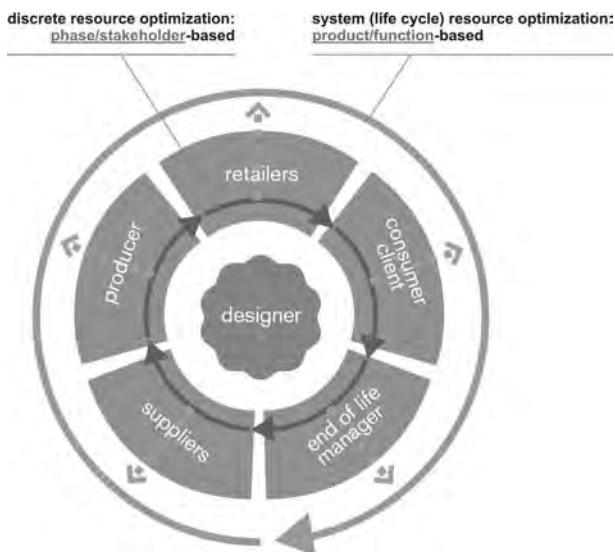 discrete resource optimization:
phase/stakeholder-based
system (life cycle) resource optimization:
product/function-based
retailers
consumer
client
producer
designer
suppliers
end of life
manager